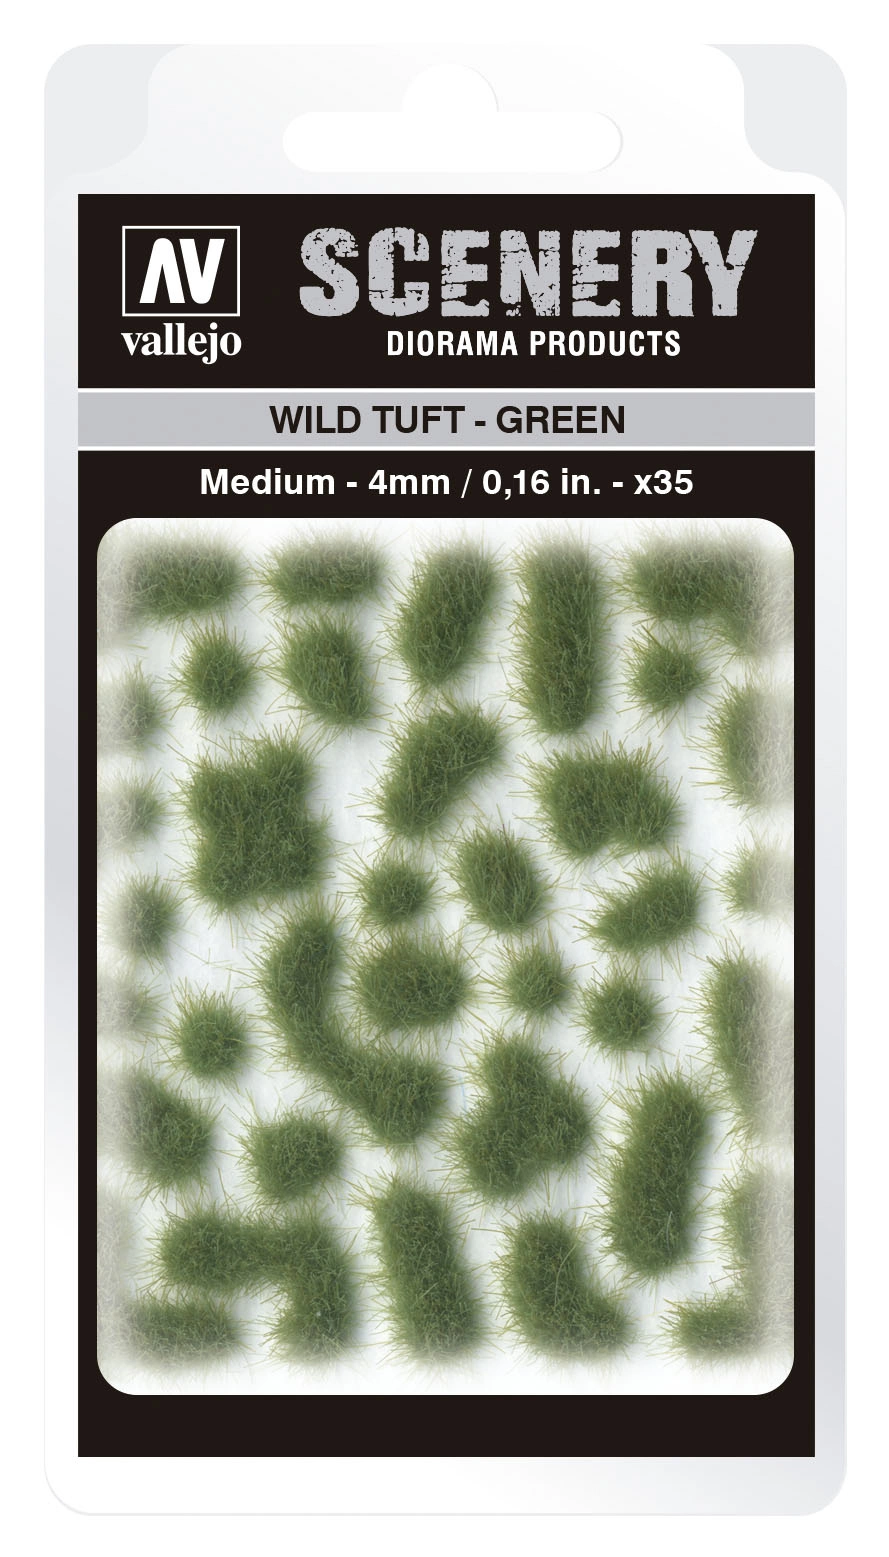 AV
vallejo
SCENERY
DIORAMA PRODUCTS
WILD TUFT - GREEN
Medium - 4mm / 0,16 in. - x35